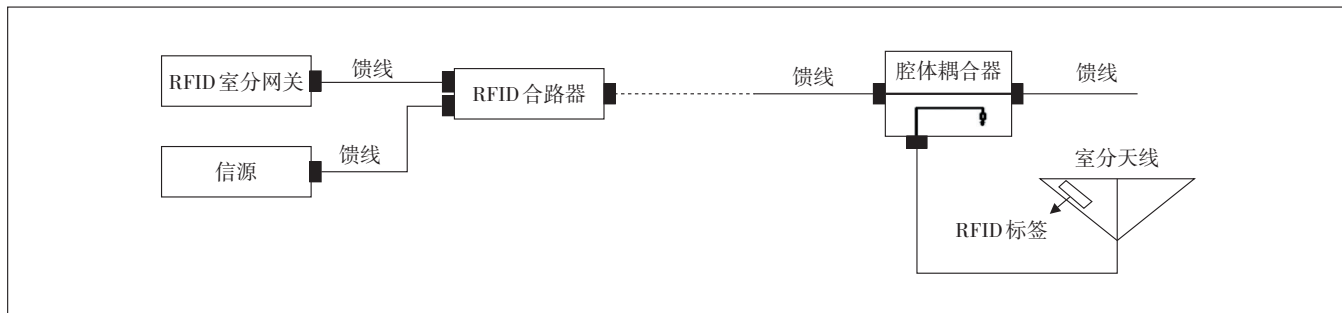 RFID室分网关
馈线
RFID合路器
馈线
腔体耦合器
馈线
信源
馈线
室分天线
RFID标签